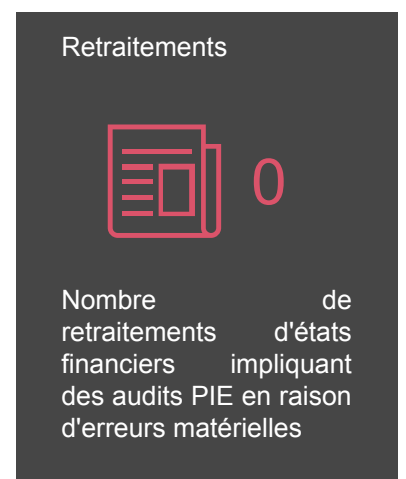 Retraitements
0
Nombre de
retraitements d'états
financiers impliquant
des audits PIE en raison
d'erreurs matérielles